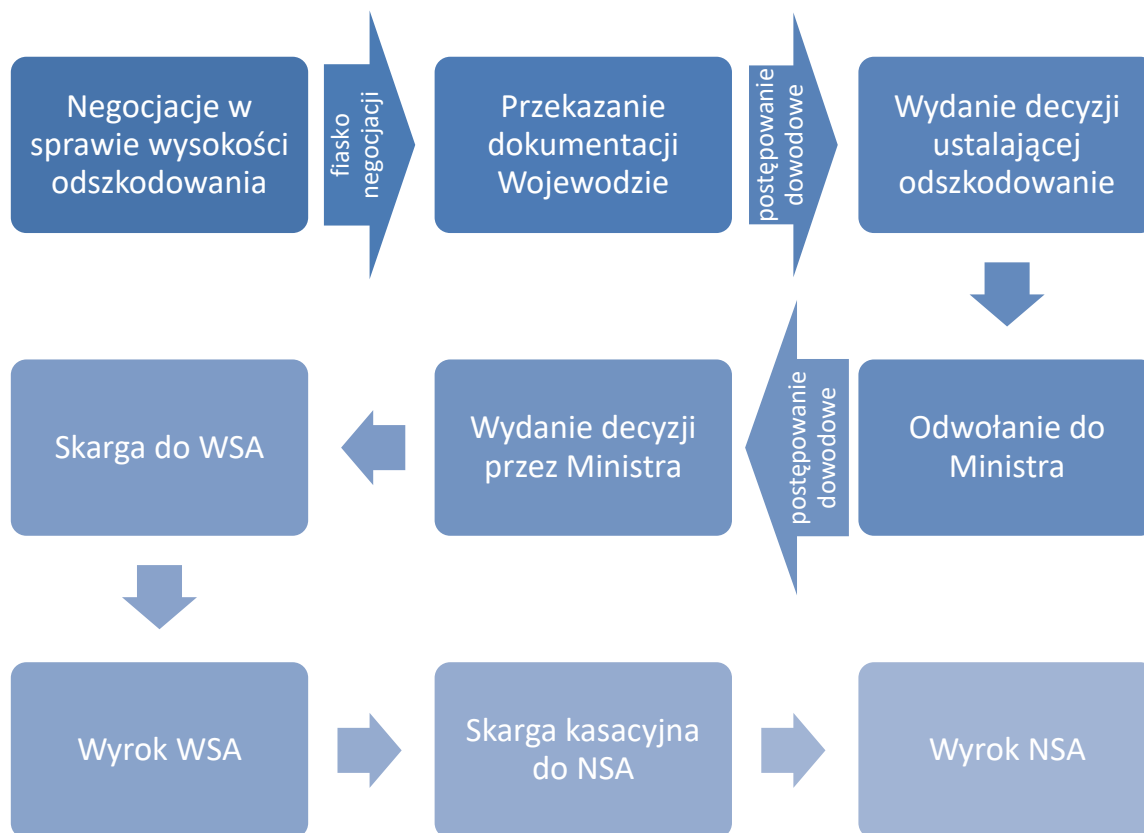 Negocjacje w
sprawie wysokości
odszkodowania
fiasko
negocjacji
Przekazanie
dokumentacji
Wojewodzie
postępowanie
dowodowe
Wydanie decyzji
ustalającej
odszkodowanie
Odwołanie do
Ministra
postępowanie
dowodowe
Wydanie decyzji
przez Ministra
Skarga do WSA
Wyrok WSA
Skarga kasacyjna
do NSA
Wyrok NSA